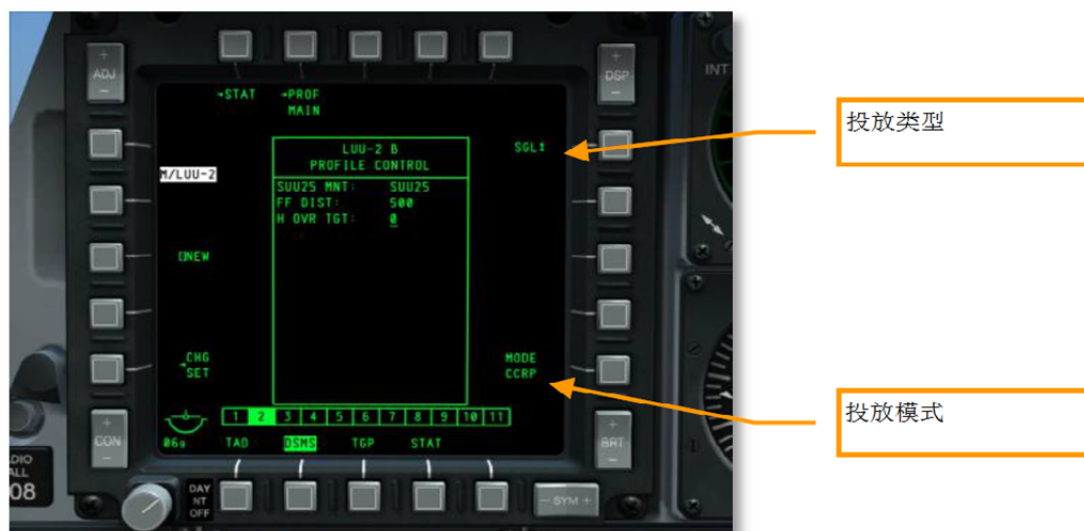 +
ADJ
-
+
DSP
-
INT
→STAT
→PROF
MAIN
投放类型
LUU-2 B
PROFILE CONTROL
SGL↕
M/LUU-2
SUU25 MNT: SUU25
FF DIST: 500
H OVR TGT: 0
[]NEW
→CHG
SET
MODE
CCRP
投放模式
1 2 3 4 5 6 7 8 9 10 11
+
CON
-
06g
TAD DSMS TGP STAT
+
BRT
-
08
DAY
NT
OFF
- SYM +